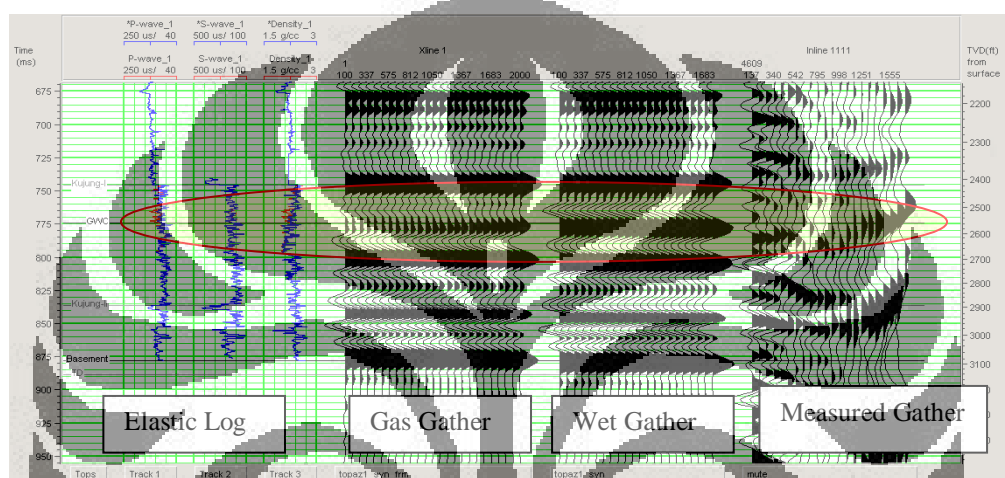 *P-wave_1 *S-wave_1 *Density_1
250 us/ 40 500 us/ 100 1.5 g/cc 3
Time (ms)
P-wave_1 S-wave_1 Density_1
250 us/ 40 500 us/ 100 1.5 g/cc 3
Xline 1
1
100 337 575 812 1050 1367 1683 2000
100 337 575 812 1050 1367 1683
Inline 1111
4609
137 340 542 795 998 1251 1555
TVD(ft) from surface
675
700
725
750
775
800
825
850
875
900
925
950
Kujung-I
GWC
Basement
2200
2300
2400
2500
2600
2700
2800
2900
3000
3100
Elastic Log
Gas Gather
Wet Gather
Measured Gather
Tops Track 1 Track 2 Track 3 topaz1_syn_trm topaz1_syn mute